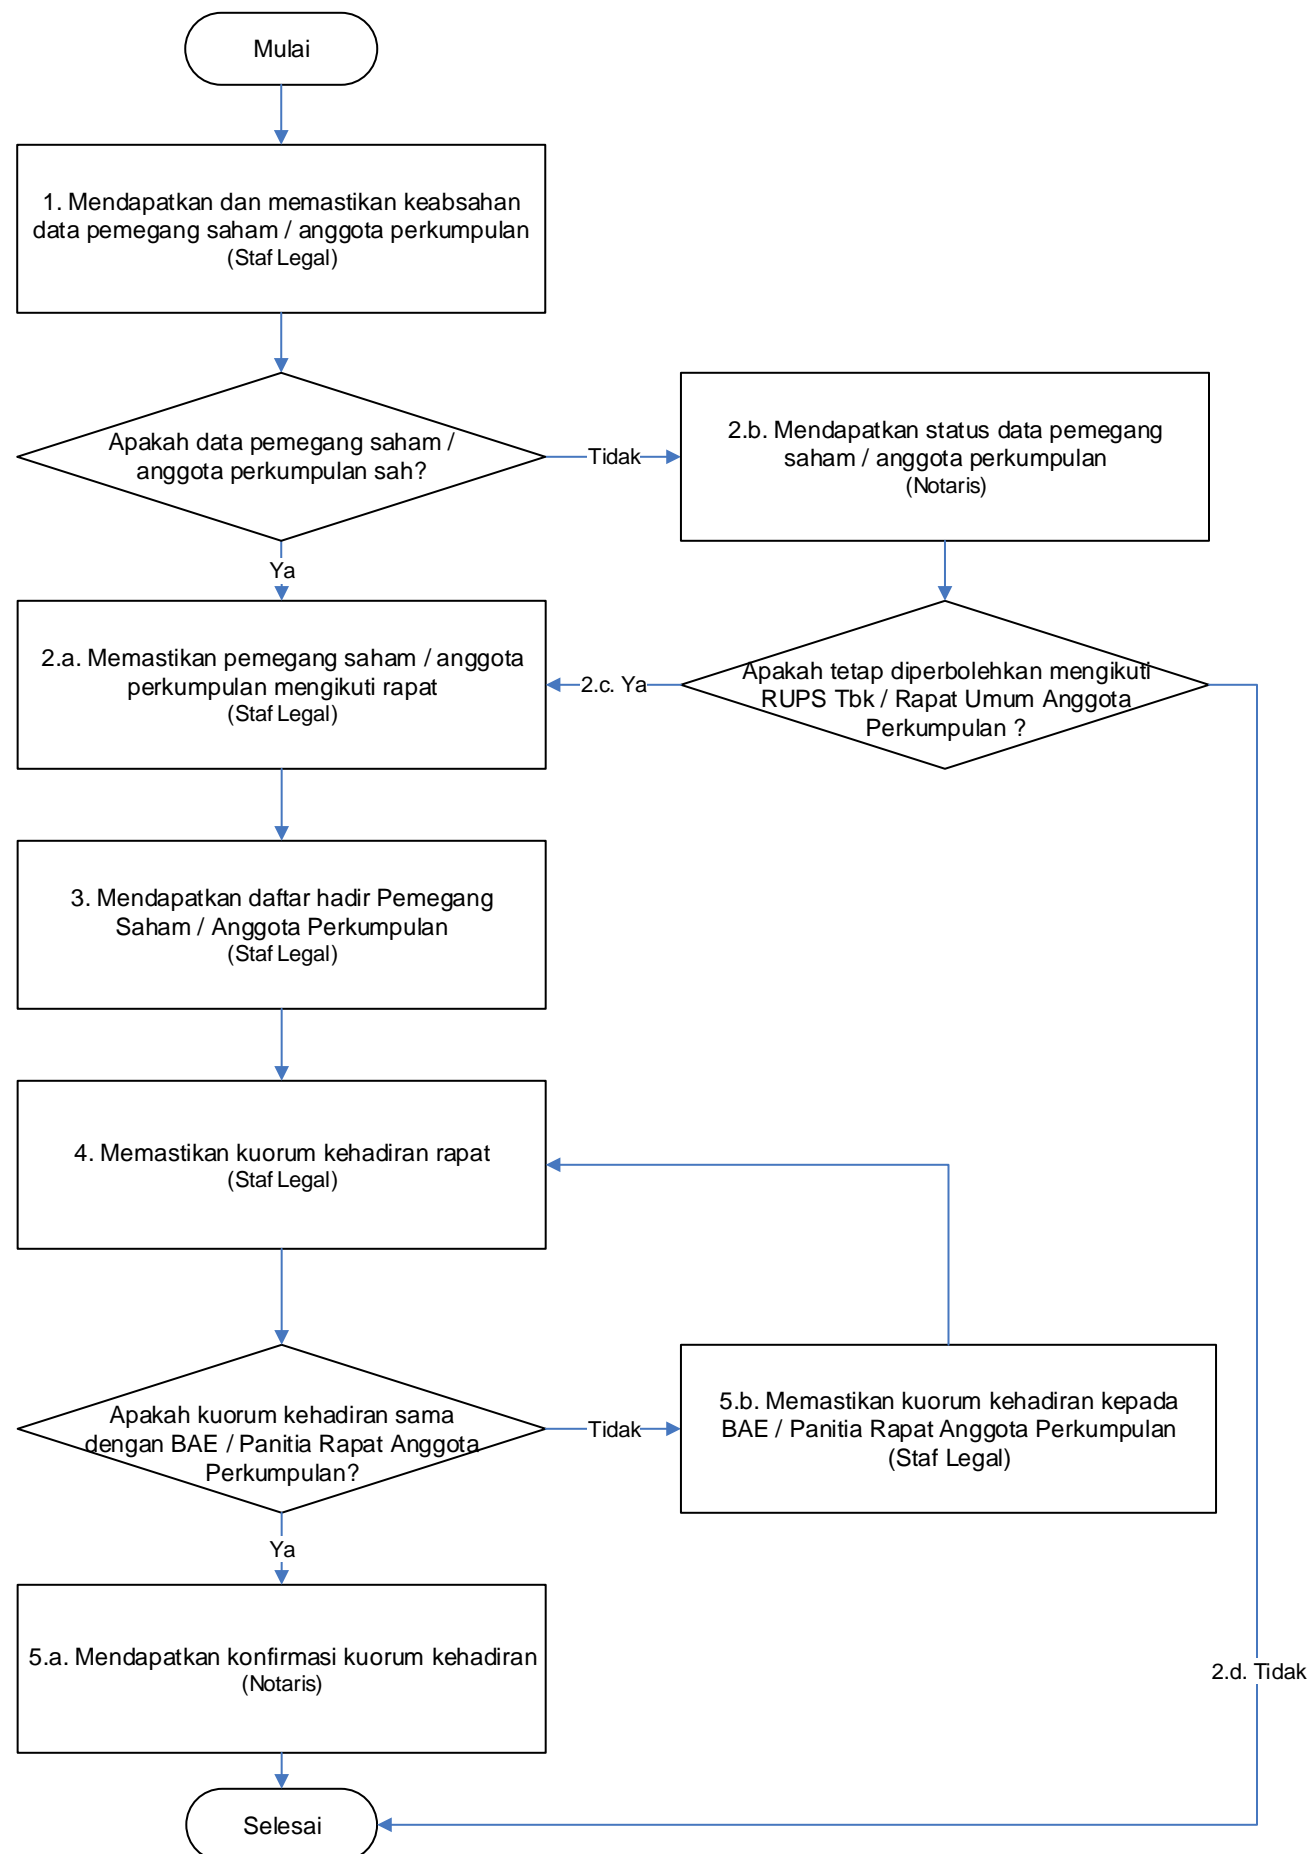 Mulai
1. Mendapatkan dan memastikan keabsahan
data pemegang saham / anggota perkumpulan
(Staf Legal)
Apakah data pemegang saham /
anggota perkumpulan sah?
Tidak
2.b. Mendapatkan status data pemegang
saham / anggota perkumpulan
(Notaris)
Ya
2.a. Memastikan pemegang saham / anggota
perkumpulan mengikuti rapat
(Staf Legal)
2.c. Ya
Apakah tetap diperbolehkan mengikuti
RUPS Tbk / Rapat Umum Anggota
Perkumpulan ?
3. Mendapatkan daftar hadir Pemegang
Saham / Anggota Perkumpulan
(Staf Legal)
4. Memastikan kuorum kehadiran rapat
(Staf Legal)
Apakah kuorum kehadiran sama
dengan BAE / Panitia Rapat Anggota
Perkumpulan?
Tidak
5.b. Memastikan kuorum kehadiran kepada
BAE / Panitia Rapat Anggota Perkumpulan
(Staf Legal)
Ya
5.a. Mendapatkan konfirmasi kuorum kehadiran
(Notaris)
2.d. Tidak
Selesai